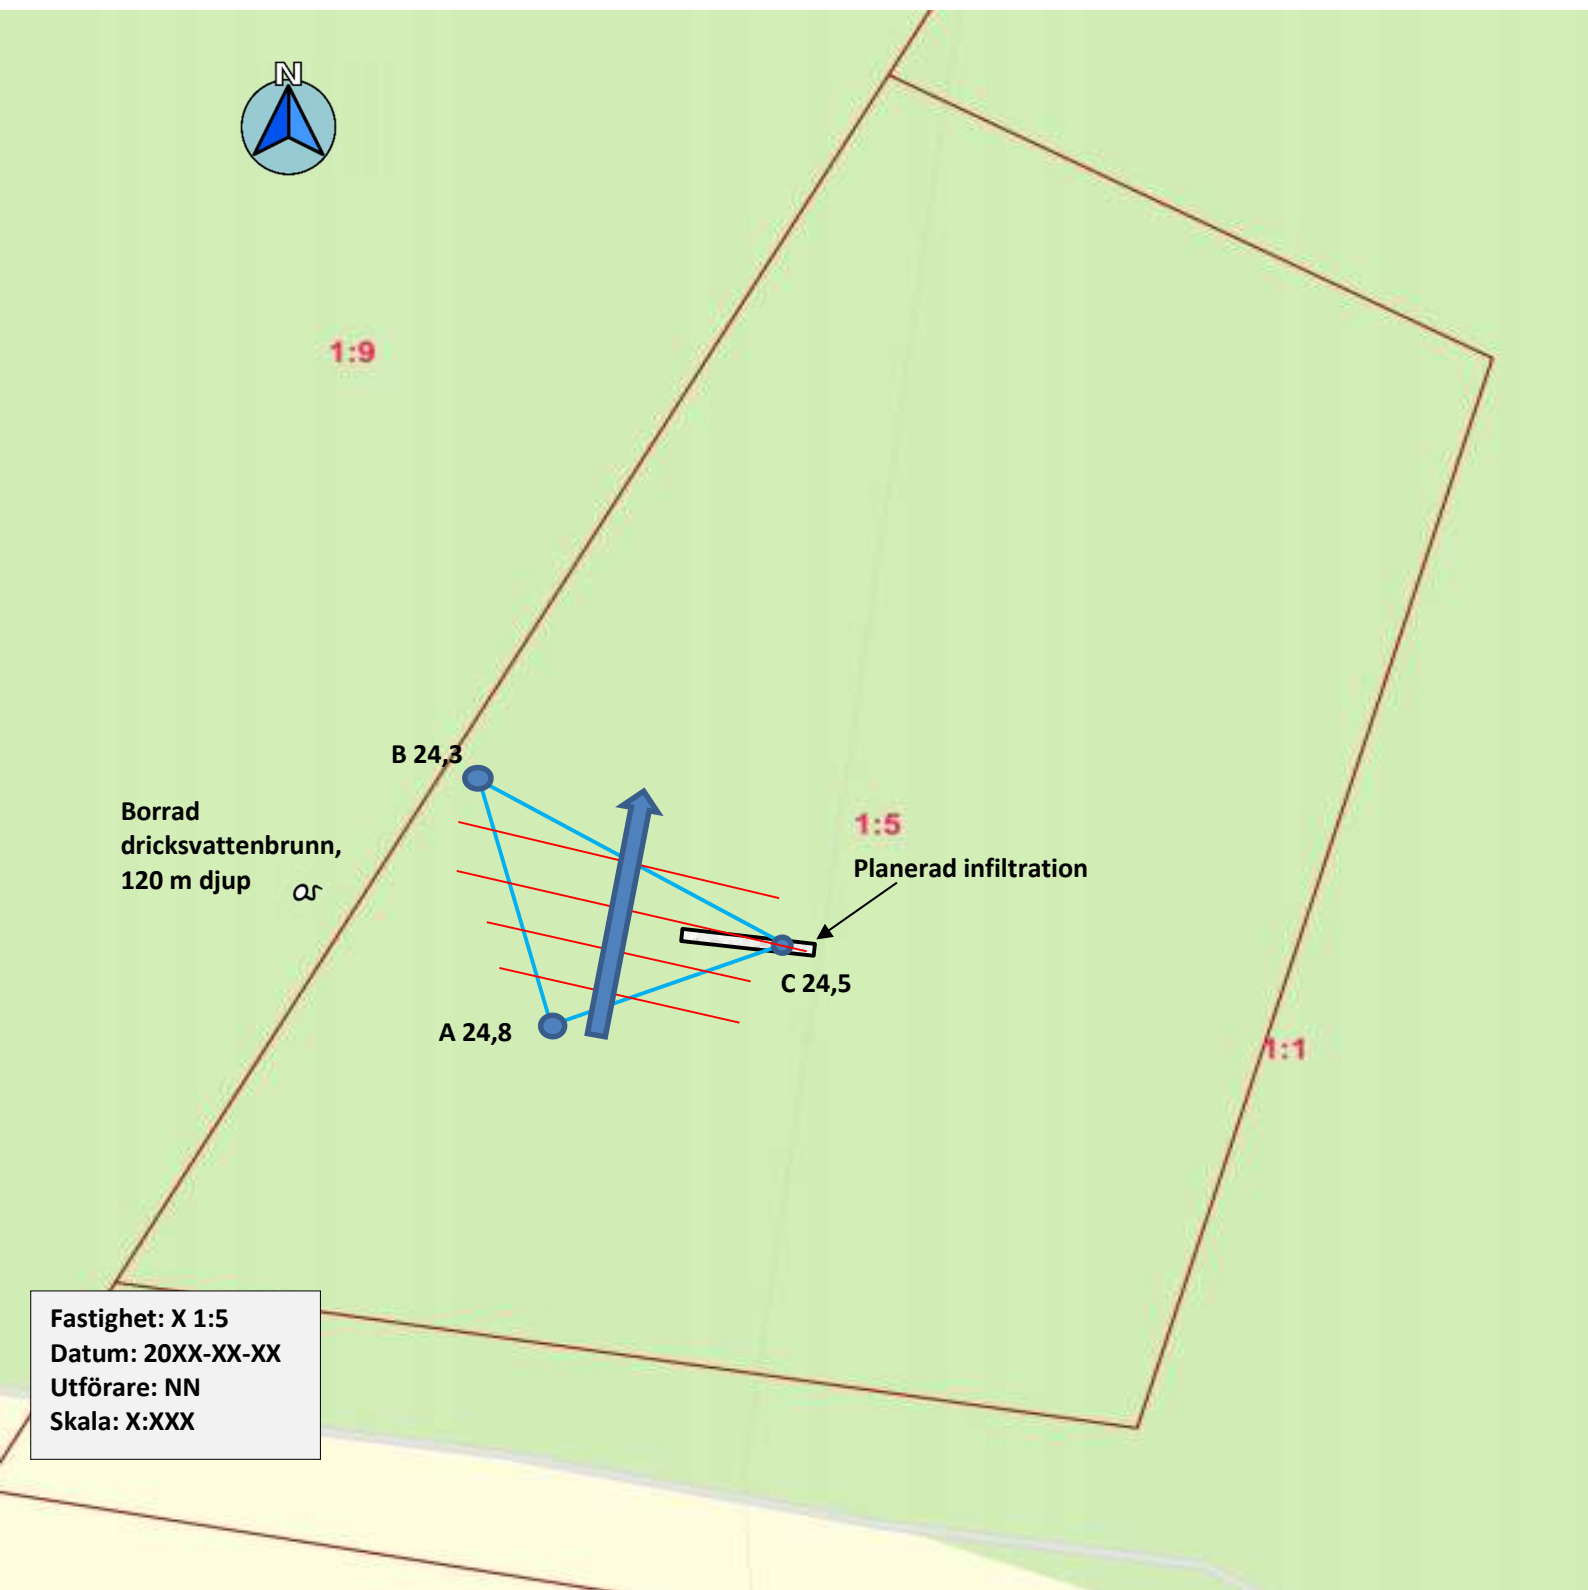 N
1:9
B 24,3
Borrad
dricksvattenbrunn,
120 m djup
1:5
Planerad infiltration
C 24,5
A 24,8
1:1
Fastighet: X 1:5
Datum: 20XX-XX-XX
Utförare: NN
Skala: X:XXX